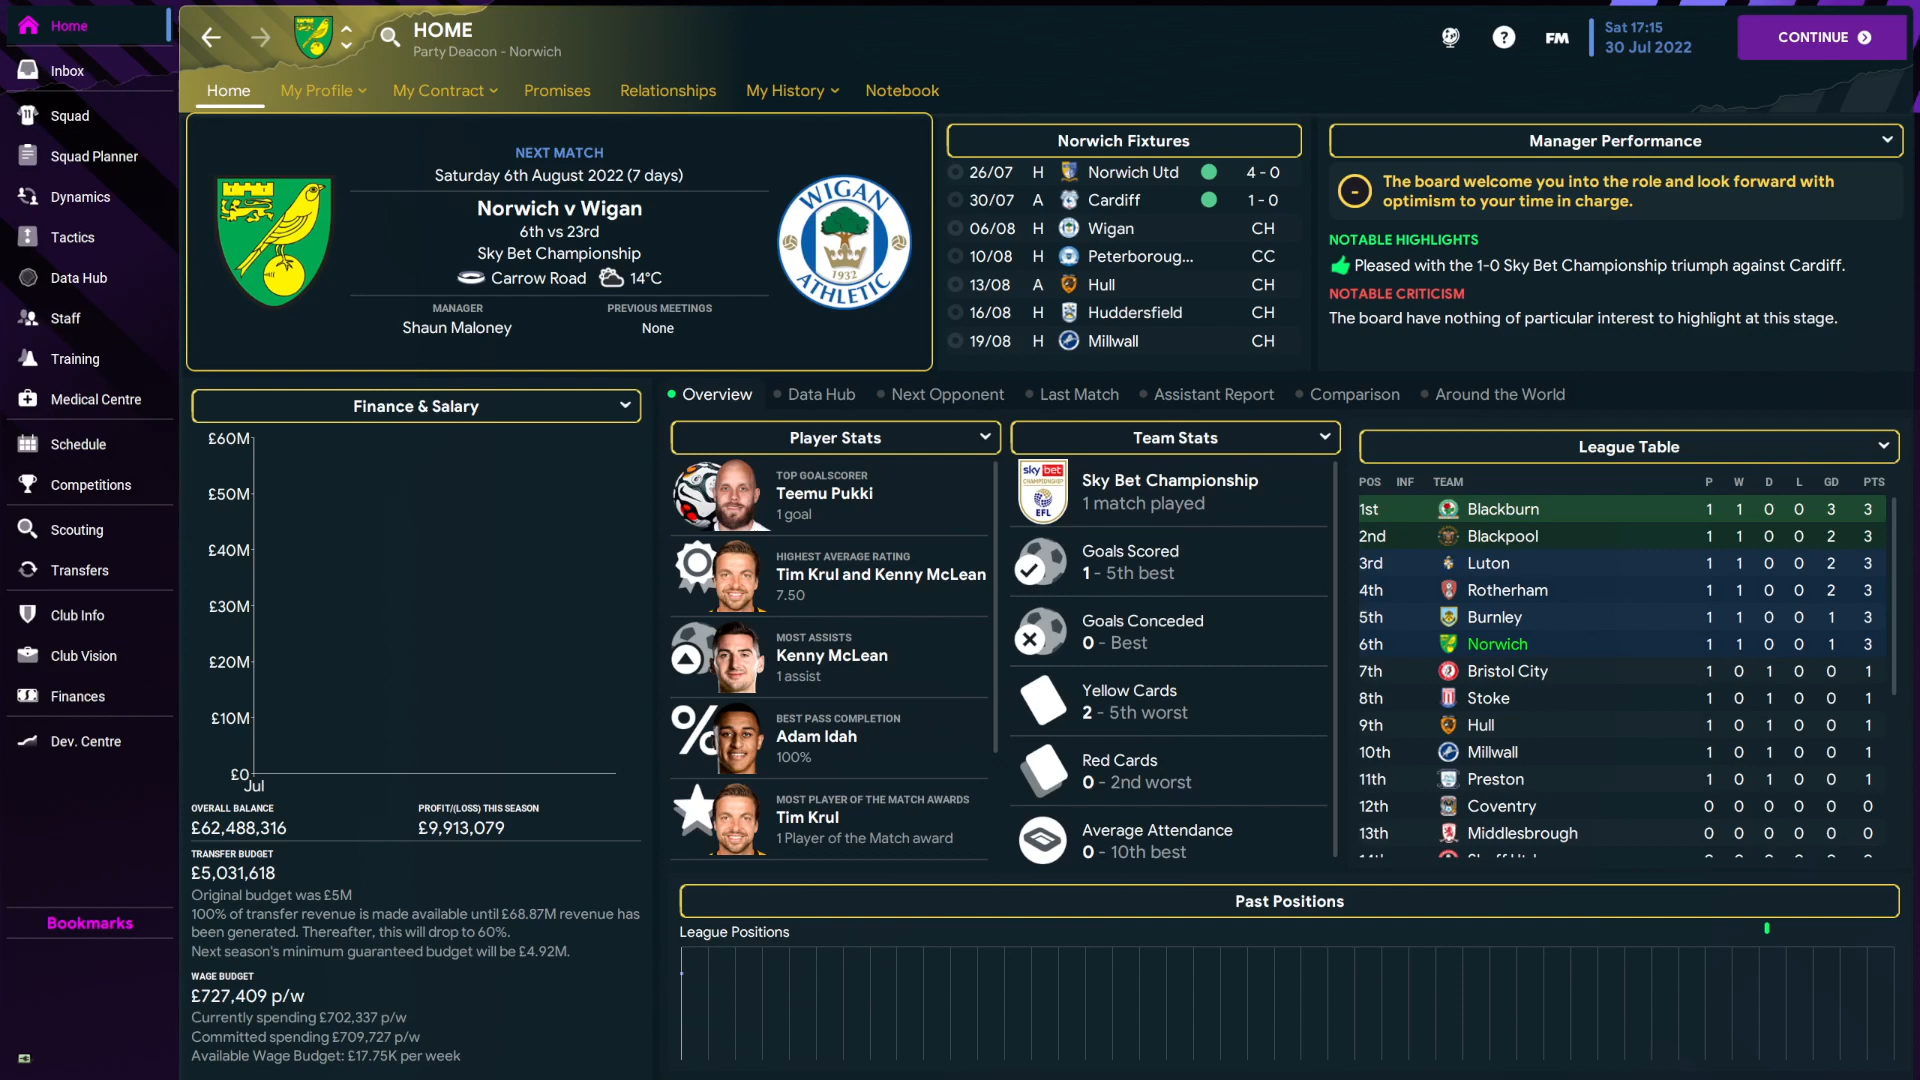 Home
Inbox
Squad
Squad Planner
Dynamics
Tactics
Data Hub
Staff
Training
Medical Centre
Schedule
Competitions
Scouting
Transfers
Club Info
Club Vision
Finances
Dev. Centre
Bookmarks
HOME
Party Deacon - Norwich
?
FM
Sat 17:15
30 Jul 2022
CONTINUE
Home My Profile My Contract Promises Relationships My History Notebook
NEXT MATCH
Saturday 6th August 2022 (7 days)
Norwich v Wigan
6th vs 23rd
Sky Bet Championship
Carrow Road 14°C
MANAGER
Shaun Maloney
PREVIOUS MEETINGS
None
WIGAN
1932
ATHLETIC
Norwich Fixtures
26/07 H Norwich Utd 4 - 0
30/07 A Cardiff 1 - 0
06/08 H Wigan CH
10/08 H Peterboroug... CC
13/08 A Hull CH
16/08 H Huddersfield CH
19/08 H Millwall CH
Manager Performance
The board welcome you into the role and look forward with
optimism to your time in charge.
NOTABLE HIGHLIGHTS
Pleased with the 1-0 Sky Bet Championship triumph against Cardiff.
NOTABLE CRITICISM
The board have nothing of particular interest to highlight at this stage.
Finance & Salary
£60M
£50M
£40M
£30M
£20M
£10M
£0
Jul
OVERALL BALANCE
£62,488,316
PROFIT/(LOSS) THIS SEASON
£9,913,079
TRANSFER BUDGET
£5,031,618
Original budget was £5M
100% of transfer revenue is made available until £68.87M revenue has
been generated. Thereafter, this will drop to 60%.
Next season's minimum guaranteed budget will be £4.92M.
WAGE BUDGET
£727,409 p/w
Currently spending £702,337 p/w
Committed spending £709,727 p/w
Available Wage Budget: £17.75K per week
Overview Data Hub Next Opponent Last Match Assistant Report Comparison Around the World
Player Stats
TOP GOALSCORER
Teemu Pukki
1 goal
HIGHEST AVERAGE RATING
Tim Krul and Kenny McLean
7.50
MOST ASSISTS
Kenny McLean
1 assist
%
BEST PASS COMPLETION
Adam Idah
100%
MOST PLAYER OF THE MATCH AWARDS
Tim Krul
1 Player of the Match award
Team Stats
sky bet
CHAMPIONSHIP
EFL
Sky Bet Championship
1 match played
Goals Scored
1 - 5th best
Goals Conceded
0 - Best
Yellow Cards
2 - 5th worst
Red Cards
0 - 2nd worst
Average Attendance
0 - 10th best
League Table
POS INF TEAM P W D L GD PTS
1st Blackburn 1 1 0 0 3 3
2nd Blackpool 1 1 0 0 2 3
3rd Luton 1 1 0 0 2 3
4th Rotherham 1 1 0 0 2 3
5th Burnley 1 1 0 0 1 3
6th Norwich 1 1 0 0 1 3
7th Bristol City 1 0 1 0 0 1
8th Stoke 1 0 1 0 0 1
9th Hull 1 0 1 0 0 1
10th Millwall 1 0 1 0 0 1
11th Preston 1 0 1 0 0 1
12th Coventry 0 0 0 0 0 0
13th Middlesbrough 0 0 0 0 0 0
Past Positions
League Positions